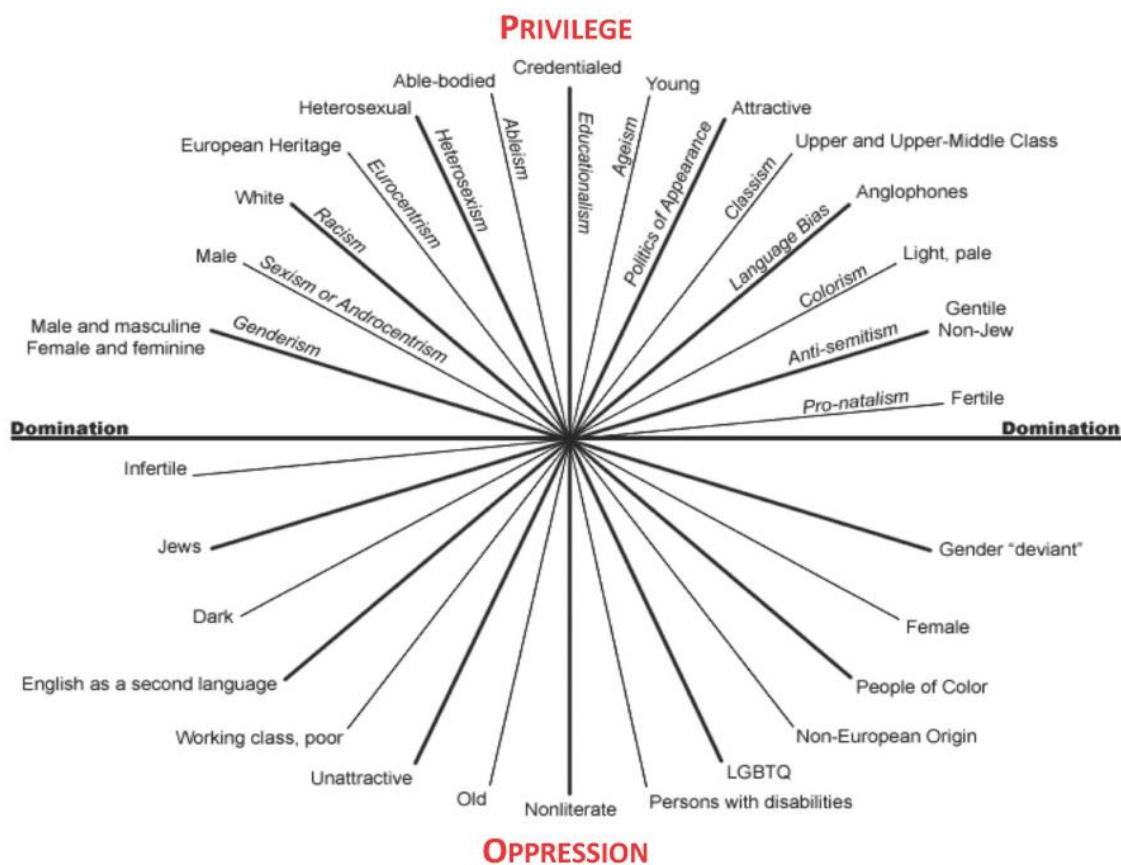 PRIVILEGE
Credentialed
Able-bodied
Young
Heterosexual
Attractive
European Heritage
Upper and Upper-Middle Class
White
Anglophones
Male
Light, pale
Male and masculine
Female and feminine
Gentile
Non-Jew
Fertile
Genderism
Sexism or Androcentrism
Racism
Eurocentrism
Heterosexism
Ableism
Educationalism
Ageism
Politics of Appearance
Classism
Language Bias
Colorism
Anti-semitism
Pro-natalism
Domination
Domination
Infertile
Jews
Gender “deviant”
Dark
Female
English as a second language
People of Color
Working class, poor
Non-European Origin
Unattractive
LGBTQ
Old
Persons with disabilities
Nonliterate
OPPRESSION